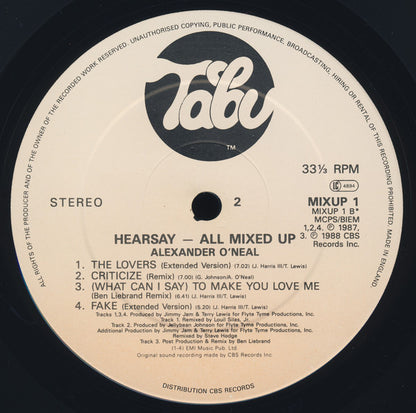 ALL RIGHTS OF THE PRODUCER AND OF THE OWNER OF THE RECORDED WORK RESERVED. UNAUTHORISED COPYING, PUBLIC PERFORMANCE, BROADCASTING, HIRING OR RENTAL OF THIS RECORDING PROHIBITED. MADE IN ENGLAND.
Tabu
TM
33⅓ RPM
LC 4894
STEREO
2
MIXUP 1
MIXUP 1 B*
MCPS/BIEM
1,2,4. ℗ 1987,
3. ℗ 1988 CBS
Records Inc.
HEARSAY – ALL MIXED UP
ALEXANDER O'NEAL
1. THE LOVERS (Extended Version) (7.02) (J. Harris III/T. Lewis)
2. CRITICIZE (Remix) (7.00) (G. Johnson/A. O'Neal)
3. (WHAT CAN I SAY) TO MAKE YOU LOVE ME
(Ben Liebrand Remix) (6.41) (J. Harris III/T. Lewis)
4. FAKE (Extended Version) (5.20) (J. Harris III/T. Lewis)
Tracks 1,3,4. Produced by Jimmy Jam & Terry Lewis for Flyte Tyme Productions, Inc.
Track 1. Remixed by Louil Silas, Jr.
Track 2. Produced by Jellybean Johnson for Flyte Tyme Productions, Inc.
Additional Production by Jimmy Jam & Terry Lewis for Flyte Tyme Productions, Inc.
Remixed by Steve Hodge
Track 3. Post Production & Remix by Ben Liebrand
(1-4) EMI Music Pub. Ltd.
Original sound recording made by CBS Records Inc.
DISTRIBUTION CBS RECORDS